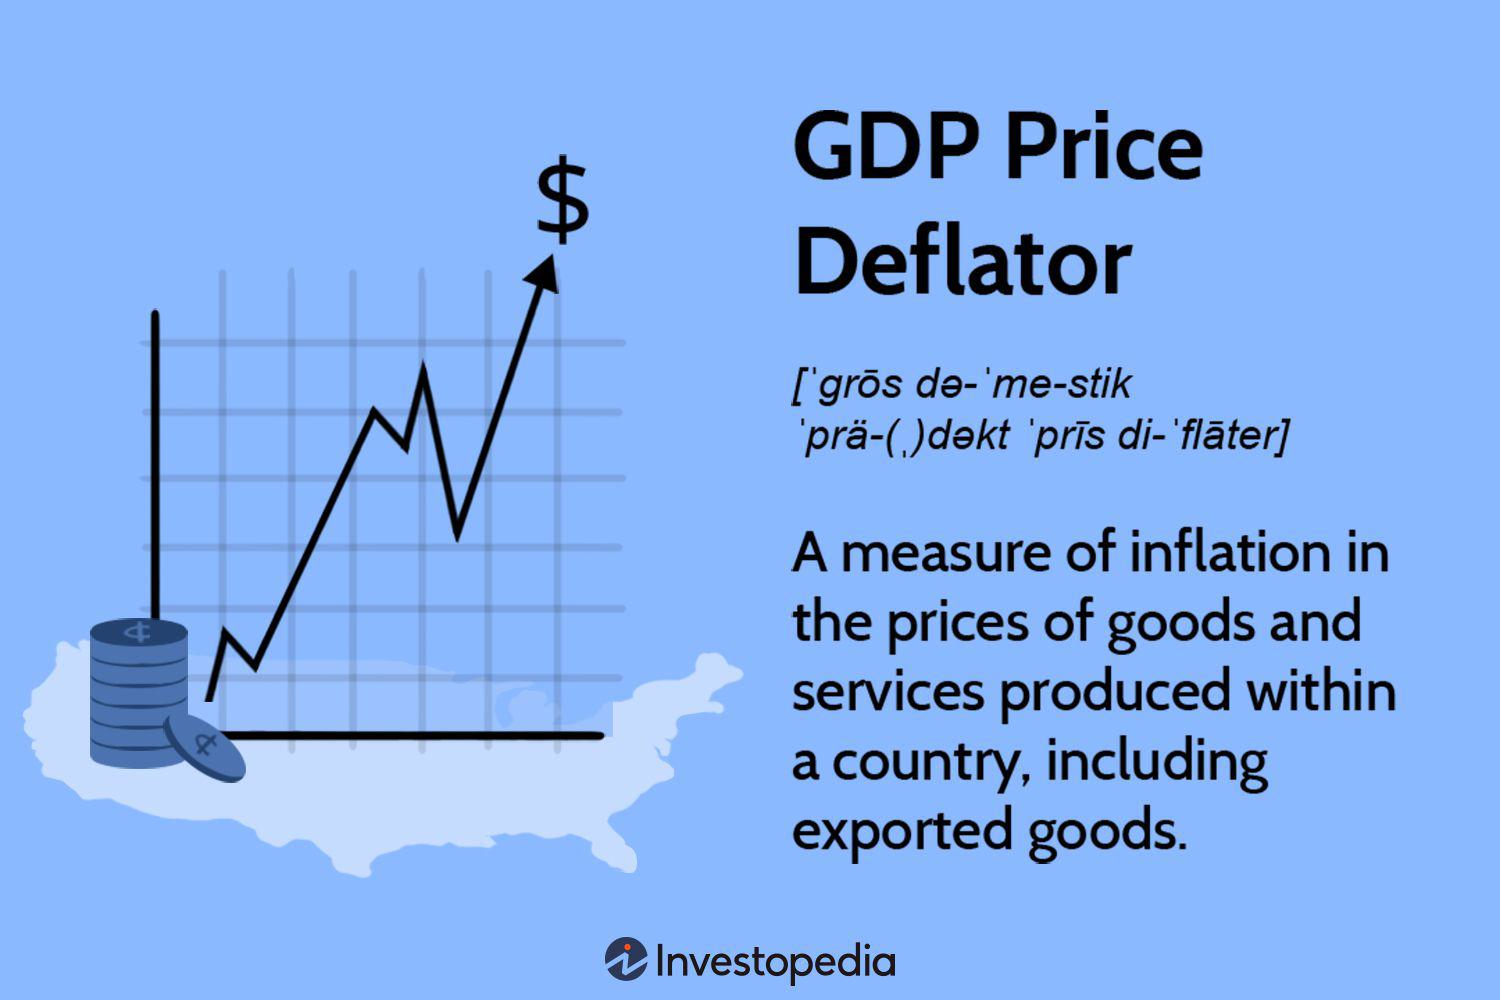 $
GDP Price
Deflator
[ˈgrōs də-ˈme-stik
ˈprä-(ˌ)dəkt ˈprīs di-ˈflāter]
A measure of inflation in
the prices of goods and
services produced within
a country, including
exported goods.
Investopedia